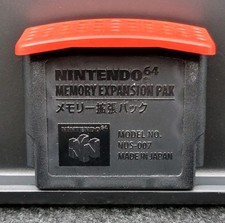 NINTENDO64
MEMORY EXPANSION PAK
メモリー拡張パック
MODEL NO.
NUS-007
MADE IN JAPAN